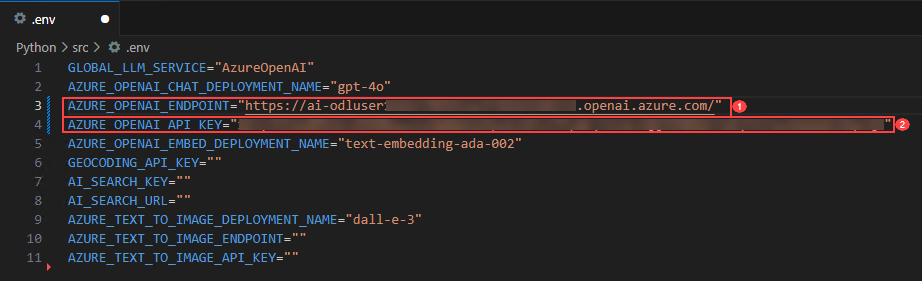 .env
Python > src > .env
1 GLOBAL_LLM_SERVICE="AzureOpenAI"
2 AZURE_OPENAI_CHAT_DEPLOYMENT_NAME="gpt-4o"
3 AZURE_OPENAI_ENDPOINT="https://ai-odluser .openai.azure.com/" 1
4 AZURE_OPENAI_API_KEY=" " 2
5 AZURE_OPENAI_EMBED_DEPLOYMENT_NAME="text-embedding-ada-002"
6 GEOCODING_API_KEY=""
7 AI_SEARCH_KEY=""
8 AI_SEARCH_URL=""
9 AZURE_TEXT_TO_IMAGE_DEPLOYMENT_NAME="dall-e-3"
10 AZURE_TEXT_TO_IMAGE_ENDPOINT=""
11 AZURE_TEXT_TO_IMAGE_API_KEY=""